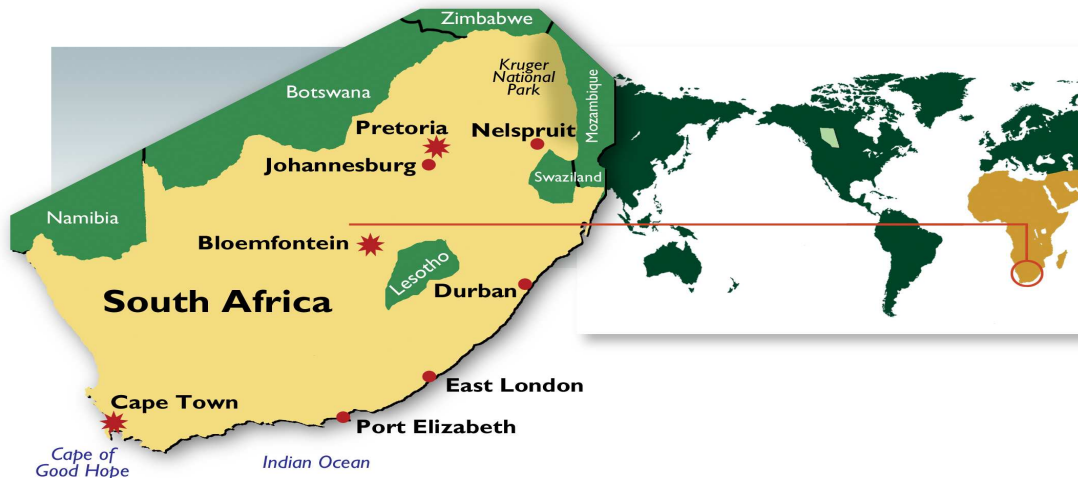 Zimbabwe
Kruger
National
Park
Mozambique
Botswana
Pretoria
Nelspruit
Johannesburg
Swaziland
Namibia
Bloemfontein
Lesotho
Durban
South Africa
East London
Cape Town
Port Elizabeth
Cape of
Good Hope
Indian Ocean